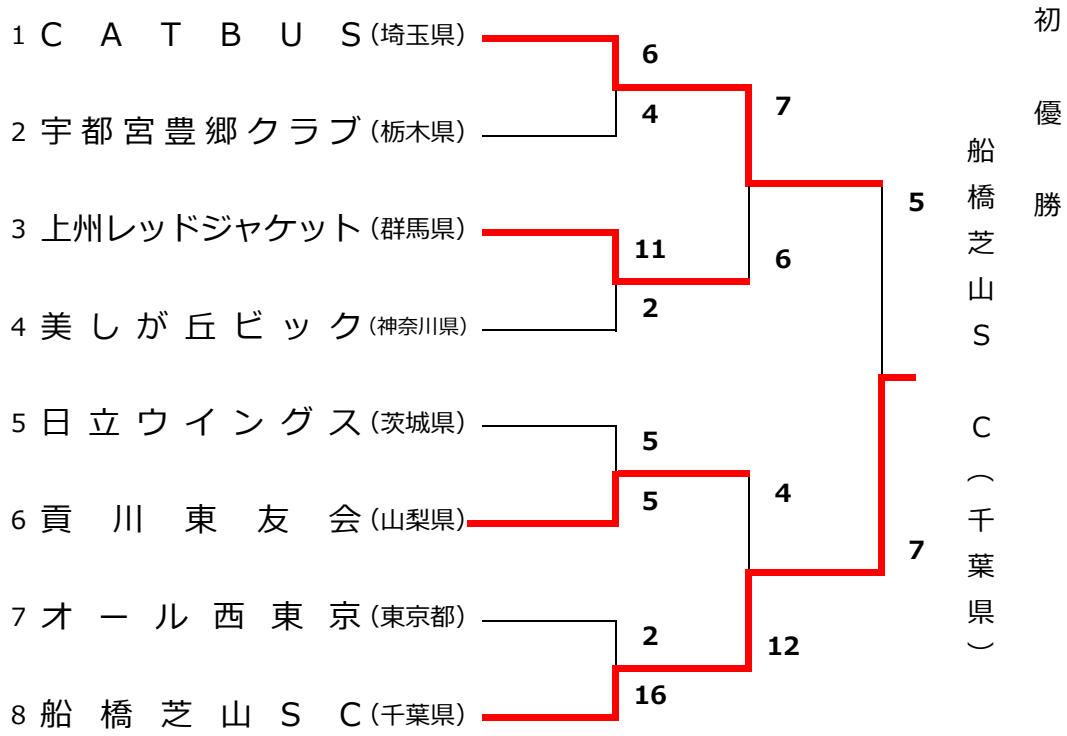 1 CATBUS(埼玉県)
6
4
2 宇都宮豊郷クラブ(栃木県)
7
3 上州レッドジャケット(群馬県)
11
2
6
4 美しが丘ビック(神奈川県)
5
5 日立ウイングス(茨城県)
5
5
6 貢川東友会(山梨県)
4
7 オール西東京(東京都)
2
16
12
8 船橋芝山SC(千葉県)
7
船橋芝山S C(千葉県)
初優勝